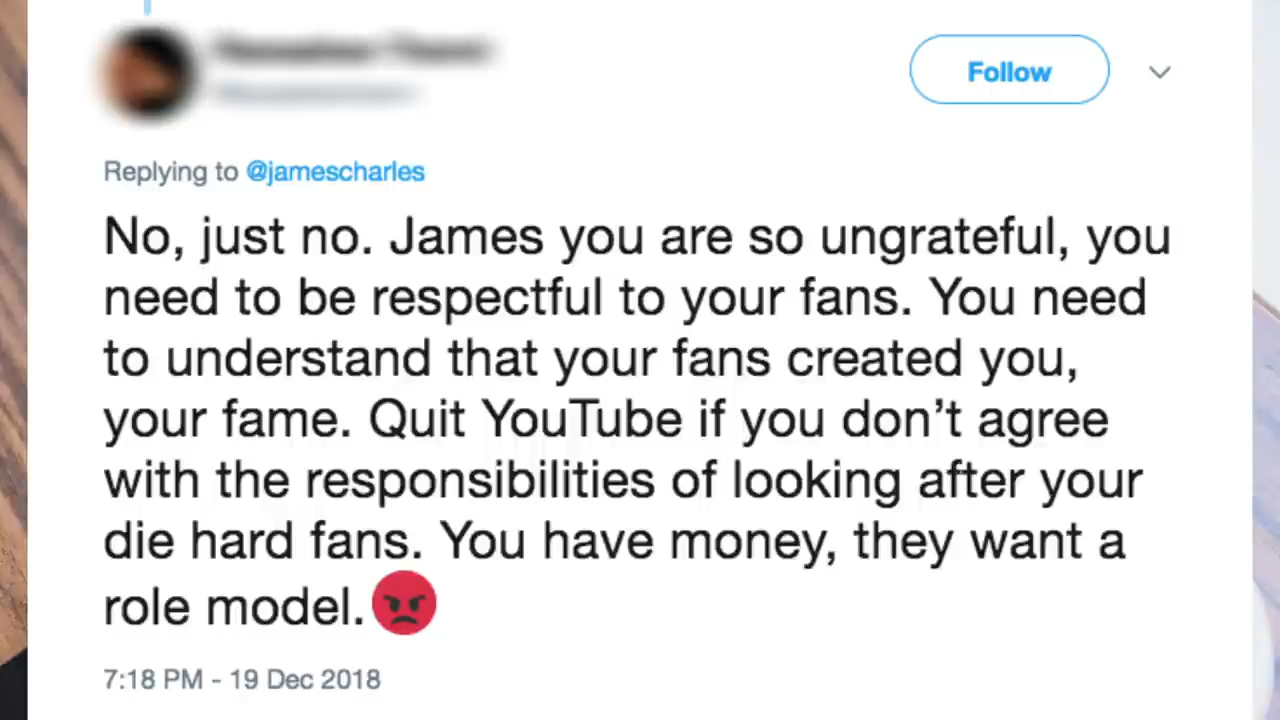 Follow
Replying to @jamescharles
No, just no. James you are so ungrateful, you
need to be respectful to your fans. You need
to understand that your fans created you,
your fame. Quit YouTube if you don’t agree
with the responsibilities of looking after your
die hard fans. You have money, they want a
role model.😡
7:18 PM - 19 Dec 2018